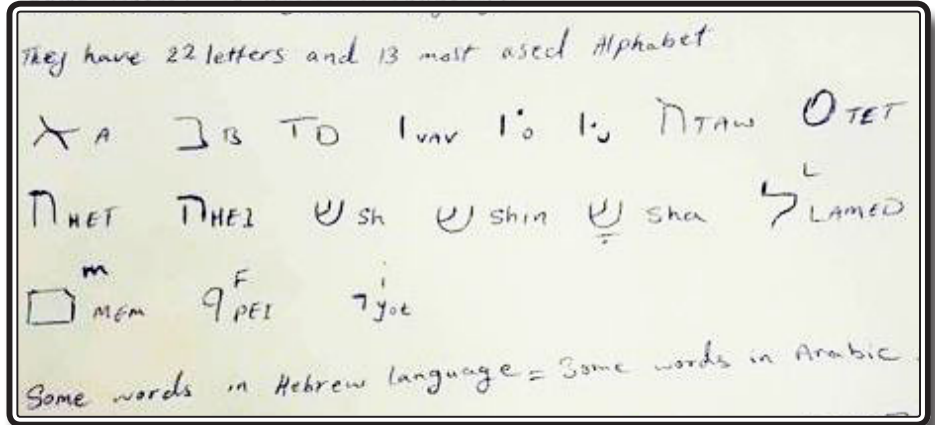 They have 22 letters and 13 most ased Alphabet
א A ב B TD ו VAV וֹ o וּ u ת TAW ט TET
ח HET ה HEI ש sh ש shin שָ sha ל L LAMED
ם m MEM פ F PEI י i yot
Some words in Hebrew language = Some words in Arabic.